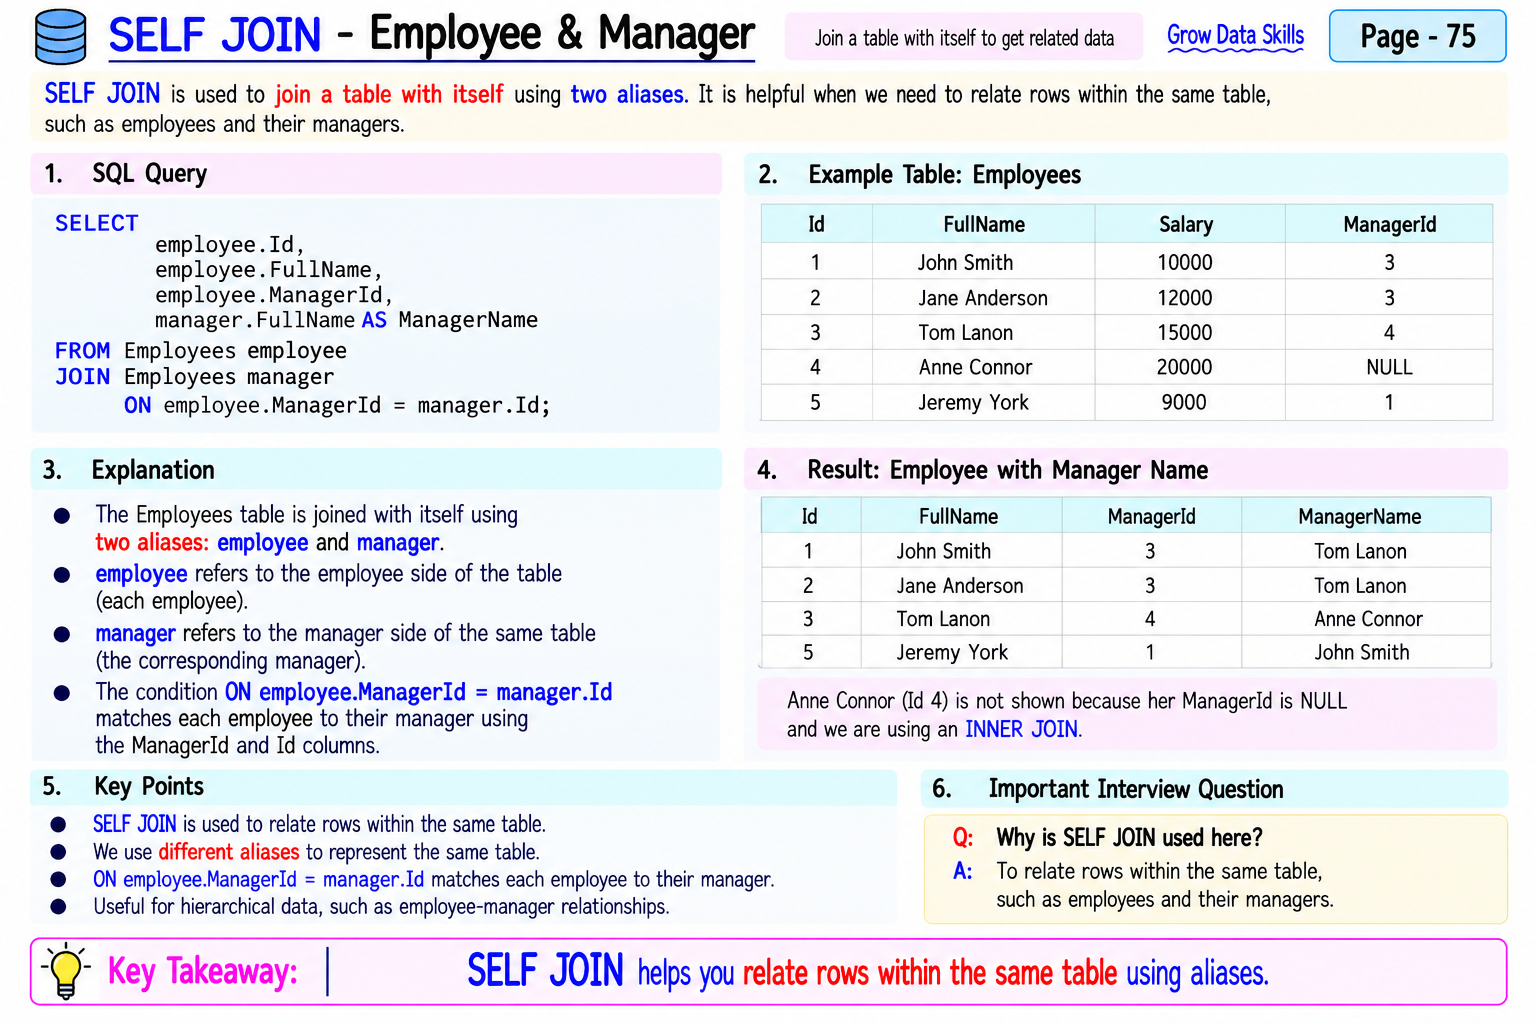 SELF JOIN - Employee & Manager
Join a table with itself to get related data
Grow Data Skills
Page - 75
SELF JOIN is used to join a table with itself using two aliases. It is helpful when we need to relate rows within the same table,
such as employees and their managers.
1. SQL Query
SELECT
employee.Id,
employee.FullName,
employee.ManagerId,
manager.FullName AS ManagerName
FROM Employees employee
JOIN Employees manager
ON employee.ManagerId = manager.Id;
2. Example Table: Employees
Id FullName Salary ManagerId
1 John Smith 10000 3
2 Jane Anderson 12000 3
3 Tom Lanon 15000 4
4 Anne Connor 20000 NULL
5 Jeremy York 9000 1
3. Explanation
● The Employees table is joined with itself using
two aliases: employee and manager.
● employee refers to the employee side of the table
(each employee).
● manager refers to the manager side of the same table
(the corresponding manager).
● The condition ON employee.ManagerId = manager.Id
matches each employee to their manager using
the ManagerId and Id columns.
4. Result: Employee with Manager Name
Id FullName ManagerId ManagerName
1 John Smith 3 Tom Lanon
2 Jane Anderson 3 Tom Lanon
3 Tom Lanon 4 Anne Connor
5 Jeremy York 1 John Smith
Anne Connor (Id 4) is not shown because her ManagerId is NULL
and we are using an INNER JOIN.
5. Key Points
● SELF JOIN is used to relate rows within the same table.
● We use different aliases to represent the same table.
● ON employee.ManagerId = manager.Id matches each employee to their manager.
● Useful for hierarchical data, such as employee-manager relationships.
6. Important Interview Question
Q: Why is SELF JOIN used here?
A: To relate rows within the same table,
such as employees and their managers.
Key Takeaway:
SELF JOIN helps you relate rows within the same table using aliases.